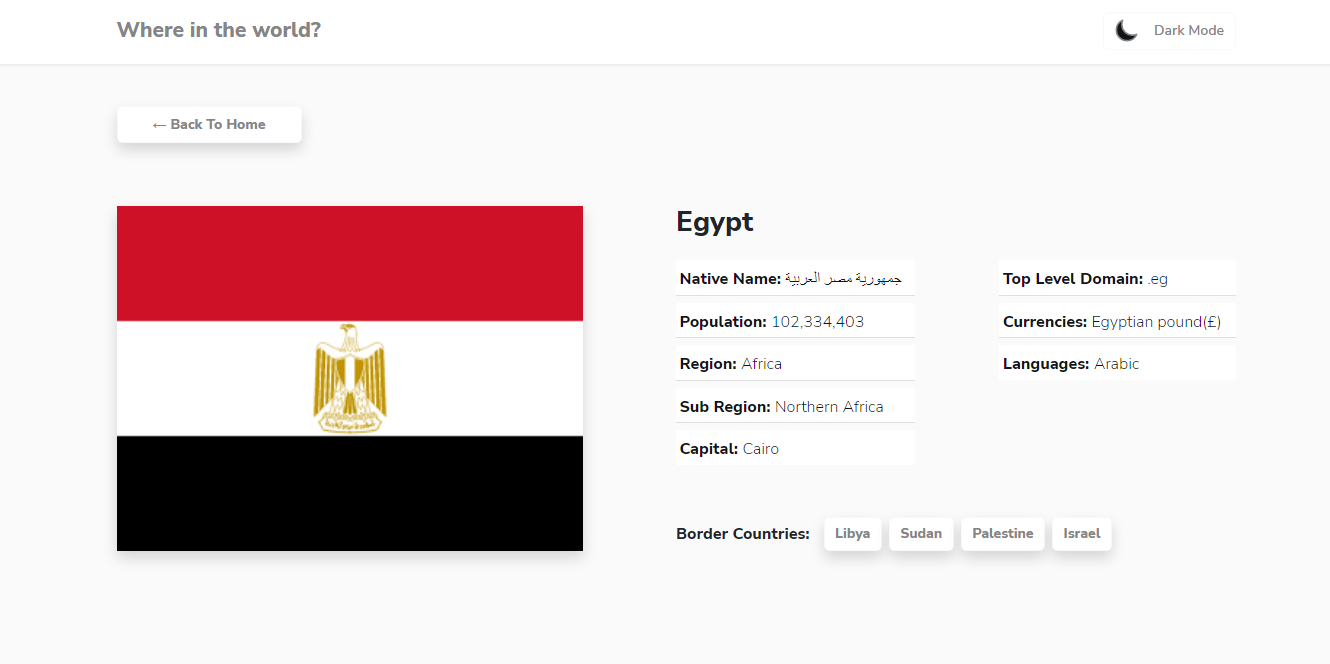 Where in the world?
Dark Mode
← Back To Home
Egypt
Native Name: جمهورية مصر العربية
Population: 102,334,403
Region: Africa
Sub Region: Northern Africa
Capital: Cairo
Top Level Domain: .eg
Currencies: Egyptian pound(£)
Languages: Arabic
Border Countries: Libya Sudan Palestine Israel